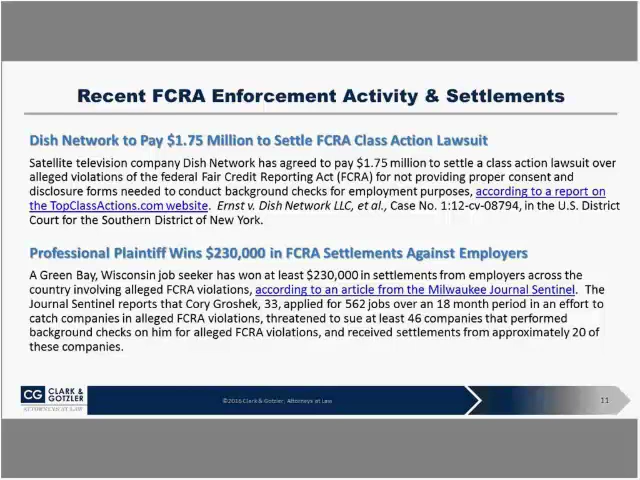 Recent FCRA Enforcement Activity & Settlements
Dish Network to Pay $1.75 Million to Settle FCRA Class Action Lawsuit
Satellite television company Dish Network has agreed to pay $1.75 million to settle a class action lawsuit over
alleged violations of the federal Fair Credit Reporting Act (FCRA) for not providing proper consent and
disclosure forms needed to conduct background checks for employment purposes, according to a report on
the TopClassActions.com website. Ernst v. Dish Network LLC, et al., Case No. 1:12-cv-08794, in the U.S. District
Court for the Southern District of New York.
Professional Plaintiff Wins $230,000 in FCRA Settlements Against Employers
A Green Bay, Wisconsin job seeker has won at least $230,000 in settlements from employers across the
country involving alleged FCRA violations, according to an article from the Milwaukee Journal Sentinel. The
Journal Sentinel reports that Cory Groshek, 33, applied for 562 jobs over an 18 month period in an effort to
catch companies in alleged FCRA violations, threatened to sue at least 46 companies that performed
background checks on him for alleged FCRA violations, and received settlements from approximately 20 of
these companies.
CG CLARK &
GOTZLER
ATTORNEYS AT LAW
©2016 Clark & Gotzler, Attorneys at Law
11